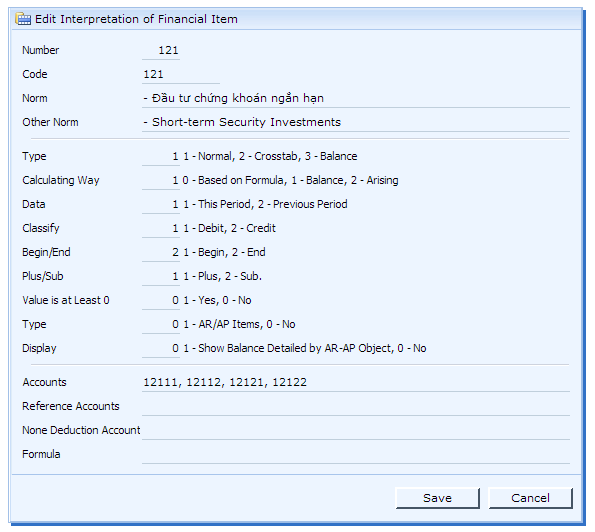 Edit Interpretation of Financial Item
Number 121
Code 121
Norm - Đầu tư chứng khoán ngắn hạn
Other Norm - Short-term Security Investments
Type 1 1 - Normal, 2 - Crosstab, 3 - Balance
Calculating Way 1 0 - Based on Formula, 1 - Balance, 2 - Arising
Data 1 1 - This Period, 2 - Previous Period
Classify 1 1 - Debit, 2 - Credit
Begin/End 2 1 - Begin, 2 - End
Plus/Sub 1 1 - Plus, 2 - Sub.
Value is at Least 0 0 1 - Yes, 0 - No
Type 0 1 - AR/AP Items, 0 - No
Display 0 1 - Show Balance Detailed by AR-AP Object, 0 - No
Accounts 12111, 12112, 12121, 12122
Reference Accounts
None Deduction Account
Formula
Save Cancel